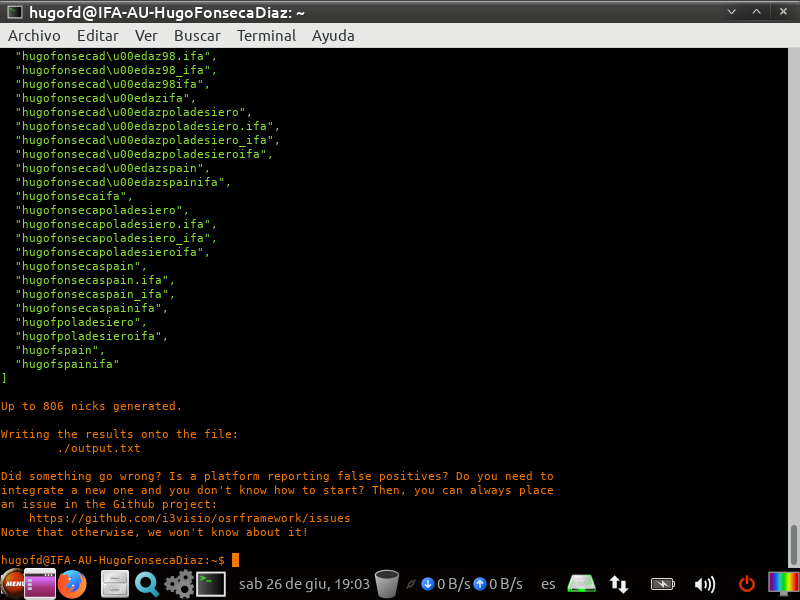 hugofd@IFA-AU-HugoFonsecaDiaz: ~
Archivo Editar Ver Buscar Terminal Ayuda
"hugofonsecad\u00edaz98.ifa",
"hugofonsecad\u00edaz98_ifa",
"hugofonsecad\u00edaz98ifa",
"hugofonsecad\u00edazifa",
"hugofonsecad\u00edazpoladesiero",
"hugofonsecad\u00edazpoladesiero.ifa",
"hugofonsecad\u00edazpoladesiero_ifa",
"hugofonsecad\u00edazpoladesieroifa",
"hugofonsecad\u00edazspain",
"hugofonsecad\u00edazspainifa",
"hugofonsecaifa",
"hugofonsecapoladesiero",
"hugofonsecapoladesiero.ifa",
"hugofonsecapoladesiero_ifa",
"hugofonsecapoladesieroifa",
"hugofonsecaspain",
"hugofonsecaspain.ifa",
"hugofonsecaspain_ifa",
"hugofonsecaspainifa",
"hugofpoladesiero",
"hugofpoladesieroifa",
"hugofspain",
"hugofspainifa"
]
Up to 806 nicks generated.
Writing the results onto the file:
./output.txt
Did something go wrong? Is a platform reporting false positives? Do you need to
integrate a new one and you don't know how to start? Then, you can always place
an issue in the Github project:
https://github.com/i3visio/osrframework/issues
Note that otherwise, we won't know about it!
hugofd@IFA-AU-HugoFonsecaDiaz:~$
MENU sab 26 de giu, 19:03 0 B/s 0 B/s es